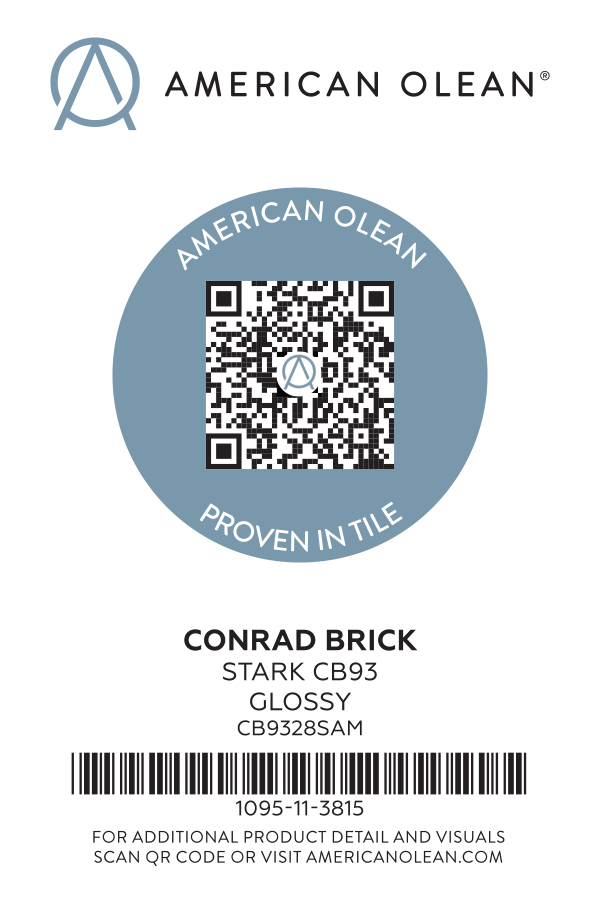 AMERICAN OLEAN®
AMERICAN OLEAN
PROVEN IN TILE
CONRAD BRICK
STARK CB93
GLOSSY
CB9328SAM
1095-11-3815
FOR ADDITIONAL PRODUCT DETAIL AND VISUALS
SCAN QR CODE OR VISIT AMERICANOLEAN.COM